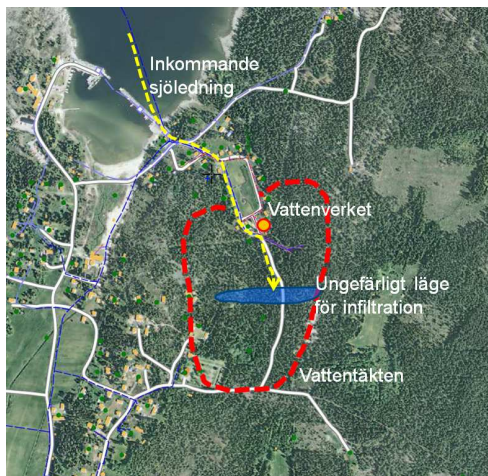 Inkommande
sjöledning
Vattenverket
Ungefärligt läge
för infiltration
Vattentäkten